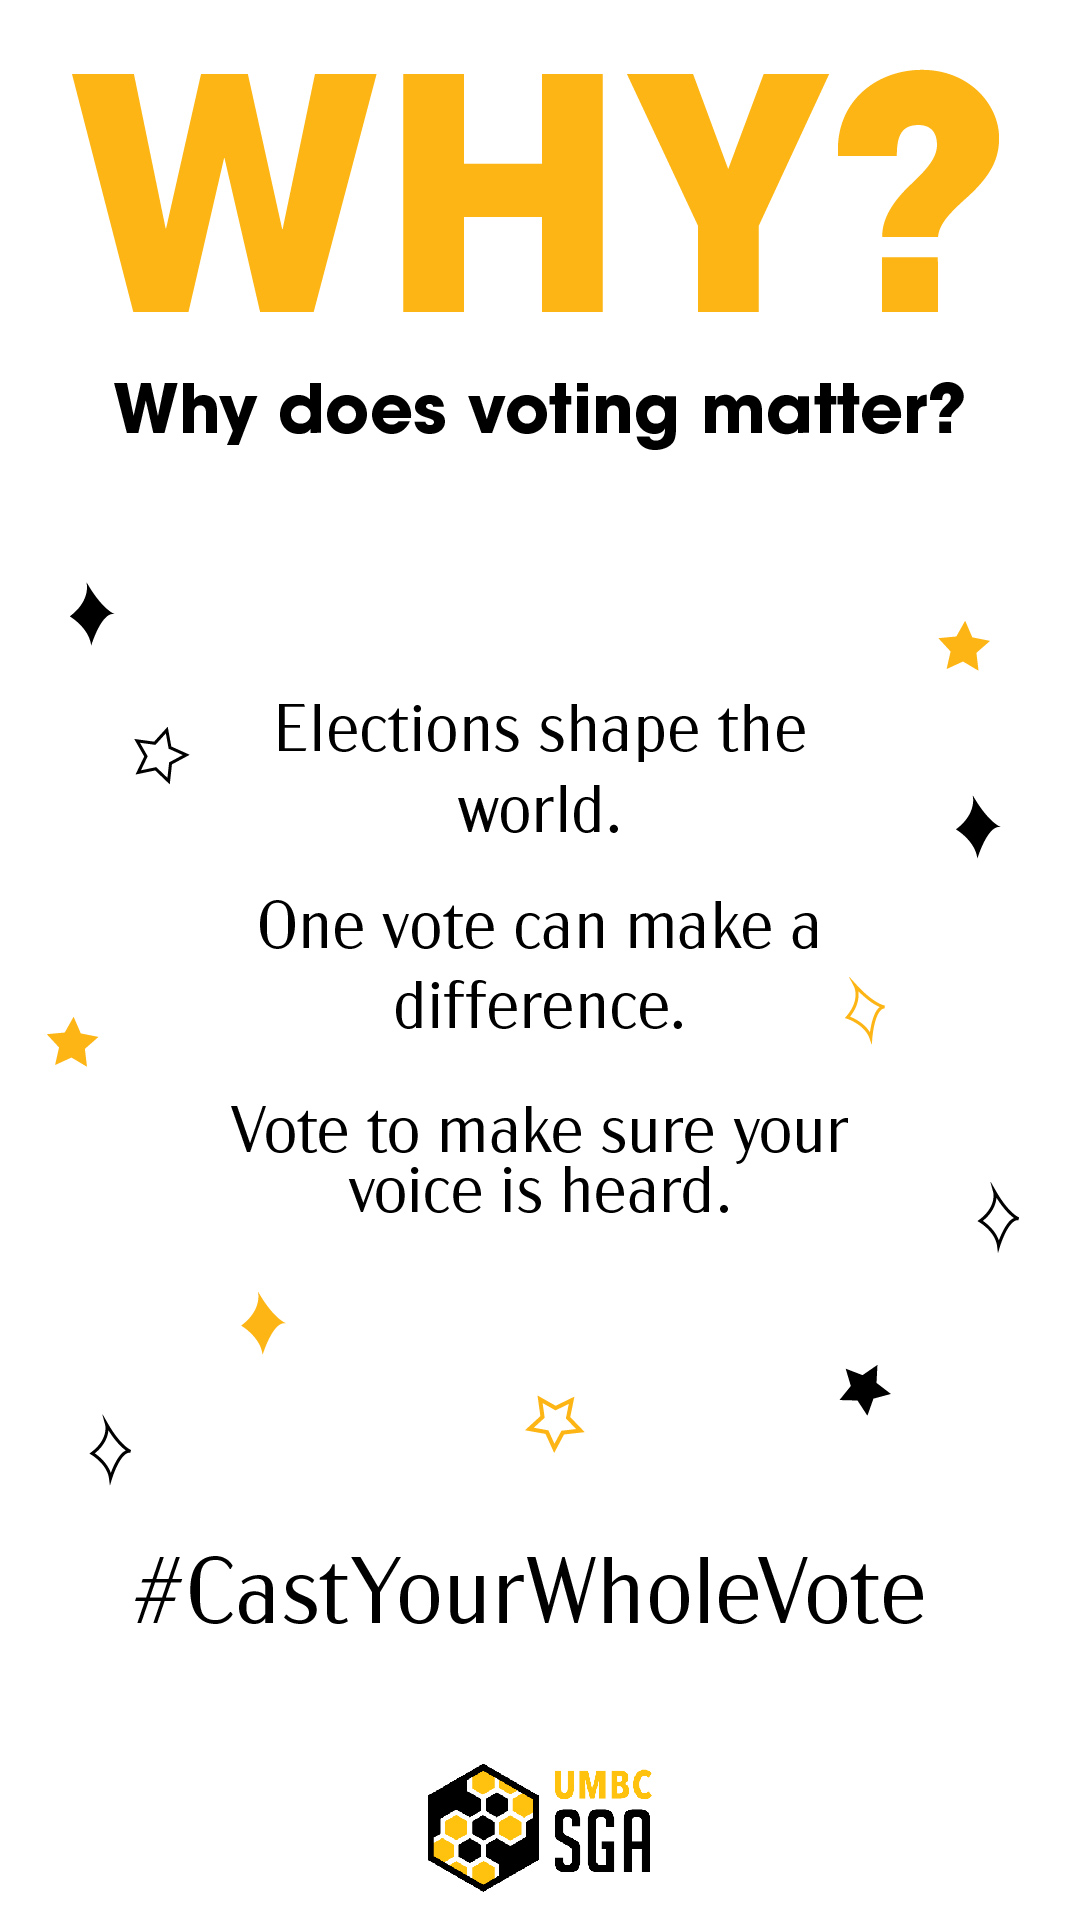 WHY?
Why does voting matter?
Elections shape the
world.
One vote can make a
difference.
Vote to make sure your
voice is heard.
#CastYourWholeVote
UMBC
SGA